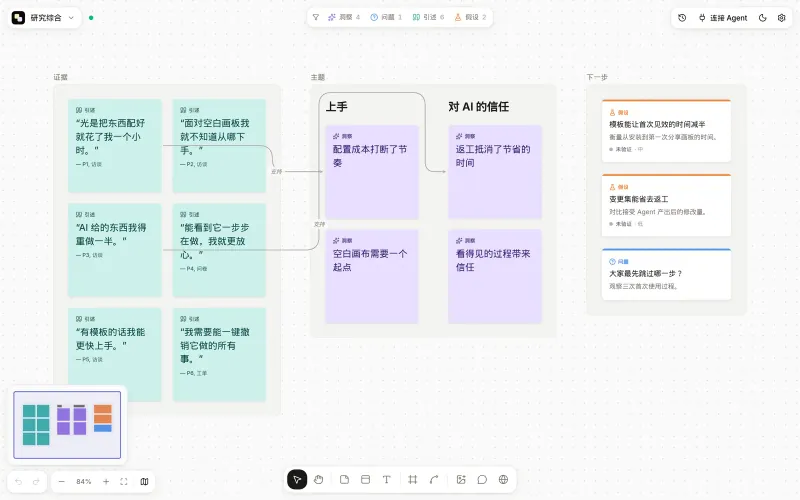 研究综合
洞察 4
问题 1
引述 6
假设 2
连接 Agent
证据
引述
“光是把东西配好
就花了我一个小
时。”
— P1, 访谈
引述
“面对空白画板我
就不知道从哪下
手。”
— P2, 访谈
引述
“AI 给的东西我得
重做一半。”
— P3, 访谈
引述
“能看到它一步步
在做，我就更放
心。”
— P4, 问卷
引述
“有模板的话我能
更快上手。”
— P5, 访谈
引述
“我需要能一键撤
销它做的所有
事。”
— P6, 工单
支持
支持
主题
上手
对 AI 的信任
洞察
配置成本打断了节
奏
洞察
返工抵消了节省的
时间
洞察
空白画布需要一个
起点
洞察
看得见的过程带来
信任
下一步
假设
模板能让首次见效的时间减半
衡量从安装到第一次分享画板的时间。
未验证 · 中
假设
变更集能省去返工
对比接受 Agent 产出后的修改量。
未验证 · 低
问题
大家最先跳过哪一步？
观察三次首次使用过程。
84%